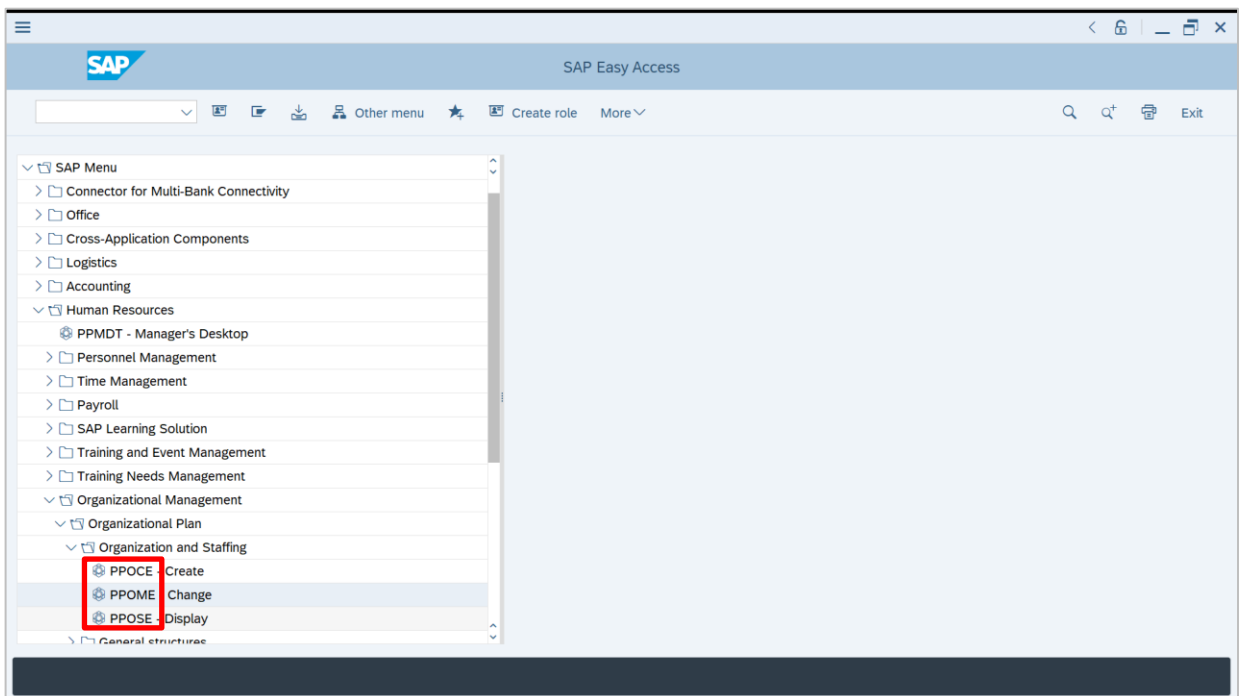 SAP
SAP Easy Access
Other menu Create role More Exit
SAP Menu
Connector for Multi-Bank Connectivity
Office
Cross-Application Components
Logistics
Accounting
Human Resources
PPMDT - Manager's Desktop
Personnel Management
Time Management
Payroll
SAP Learning Solution
Training and Event Management
Training Needs Management
Organizational Management
Organizational Plan
Organization and Staffing
PPOCE - Create
PPOME - Change
PPOSE - Display
General structures